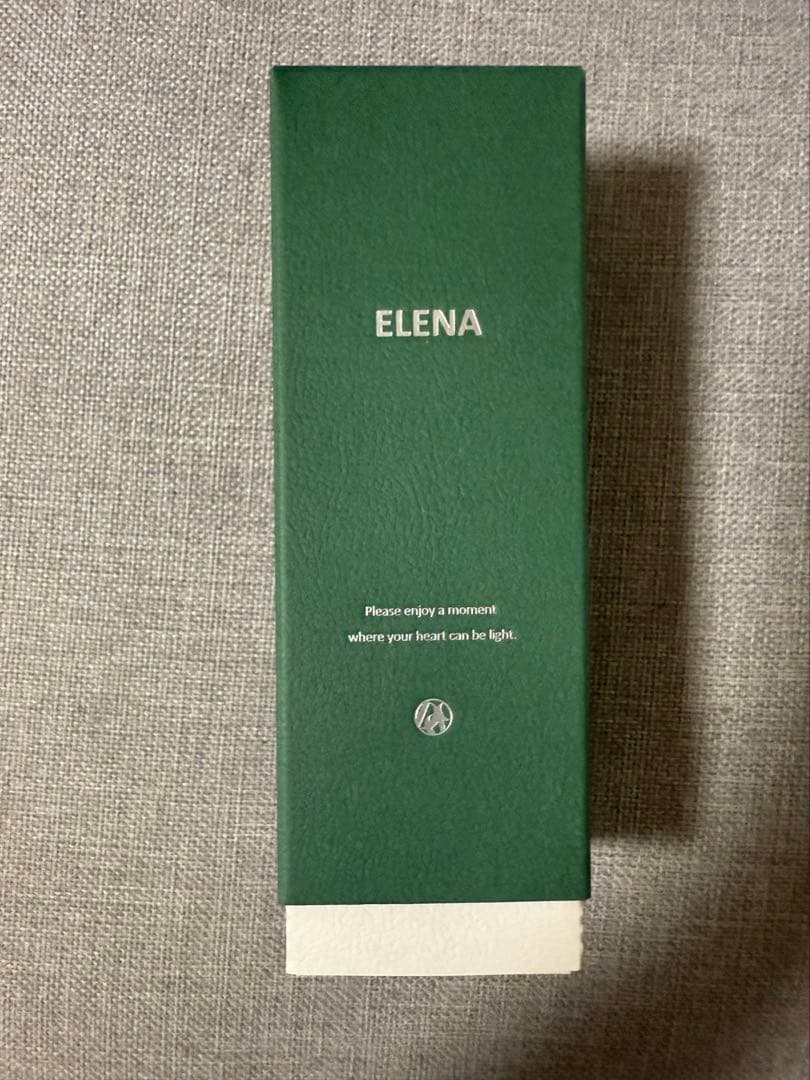 ELENA
Please enjoy a moment
where your heart can be light.